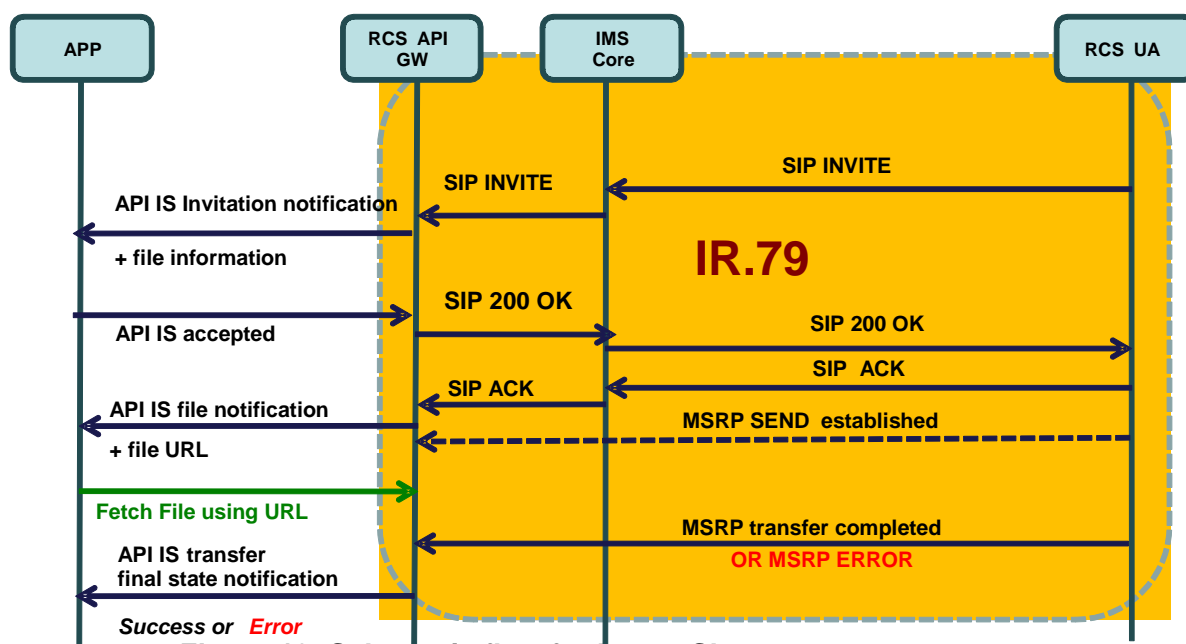 APP
RCS API
GW
IMS
Core
RCS UA
SIP INVITE
SIP INVITE
API IS Invitation notification
+ file information
IR.79
SIP 200 OK
API IS accepted
SIP 200 OK
SIP ACK
SIP ACK
API IS file notification
MSRP SEND established
+ file URL
Fetch File using URL
MSRP transfer completed
OR MSRP ERROR
API IS transfer
final state notification
Success or Error